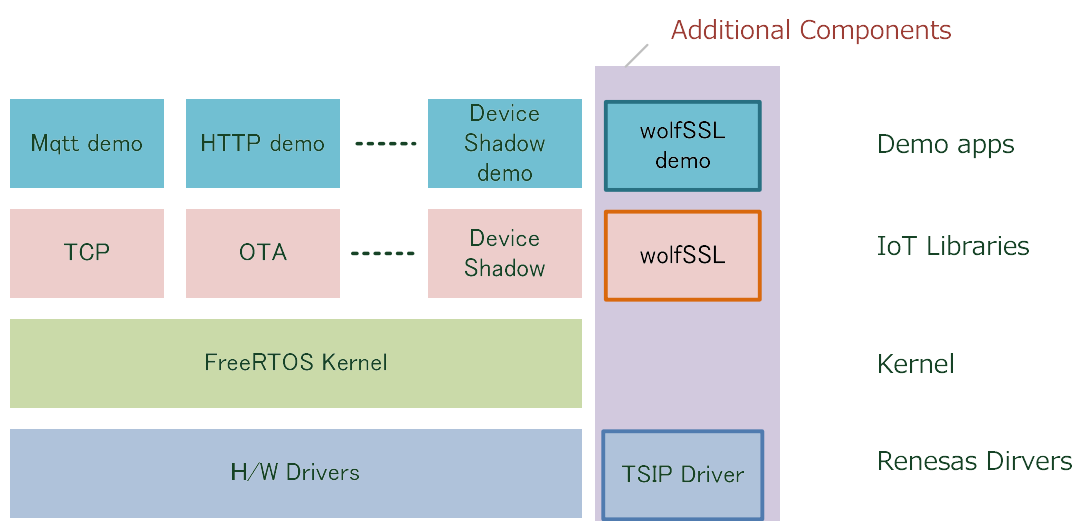 Additional Components
Mqtt demo
HTTP demo
Device
Shadow
demo
wolfSSL
demo
Demo apps
TCP
OTA
Device
Shadow
wolfSSL
IoT Libraries
FreeRTOS Kernel
Kernel
H/W Drivers
TSIP Driver
Renesas Dirvers